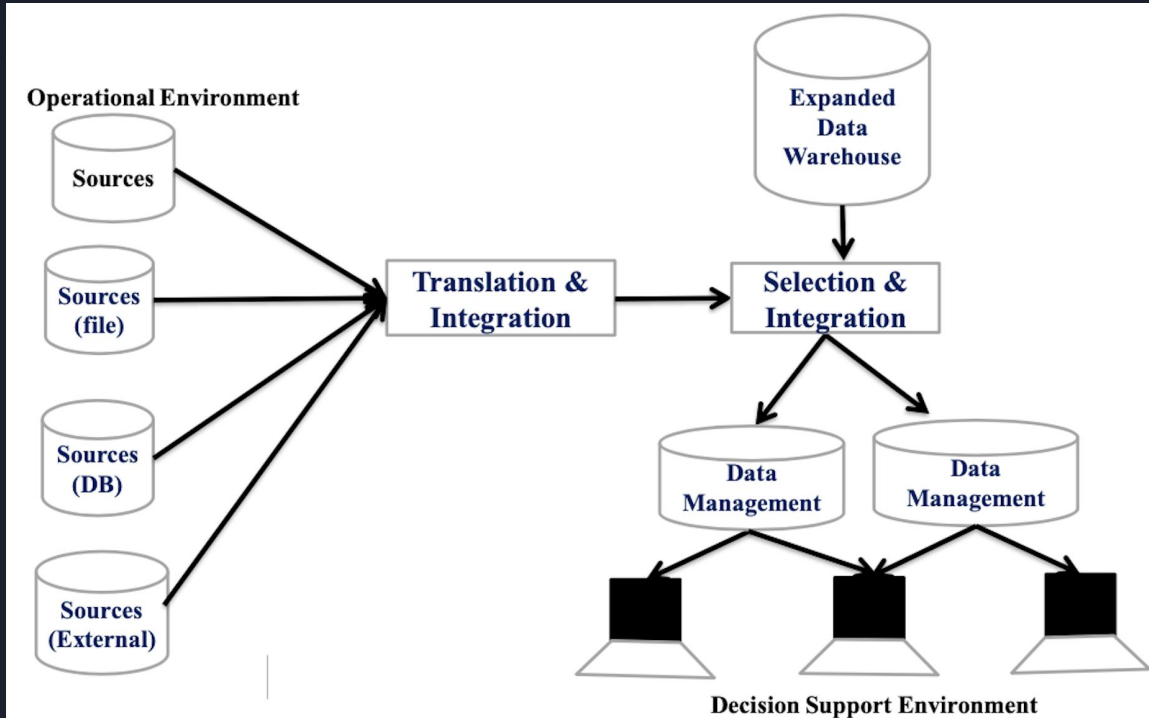 Operational Environment
Sources
Sources
(file)
Sources
(DB)
Sources
(External)
Translation &
Integration
Expanded
Data
Warehouse
Selection &
Integration
Data
Management
Data
Management
Decision Support Environment